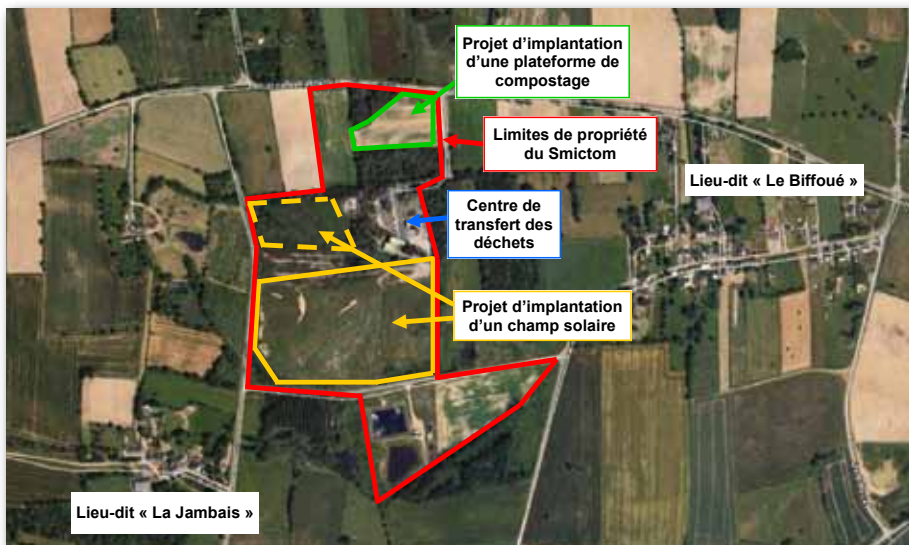 Projet d'implantation
d'une plateforme de
compostage
Limites de propriété
du Smictom
Lieu-dit « Le Biffoué »
Centre de
transfert des
déchets
Projet d'implantation
d'un champ solaire
Lieu-dit « La Jambais »